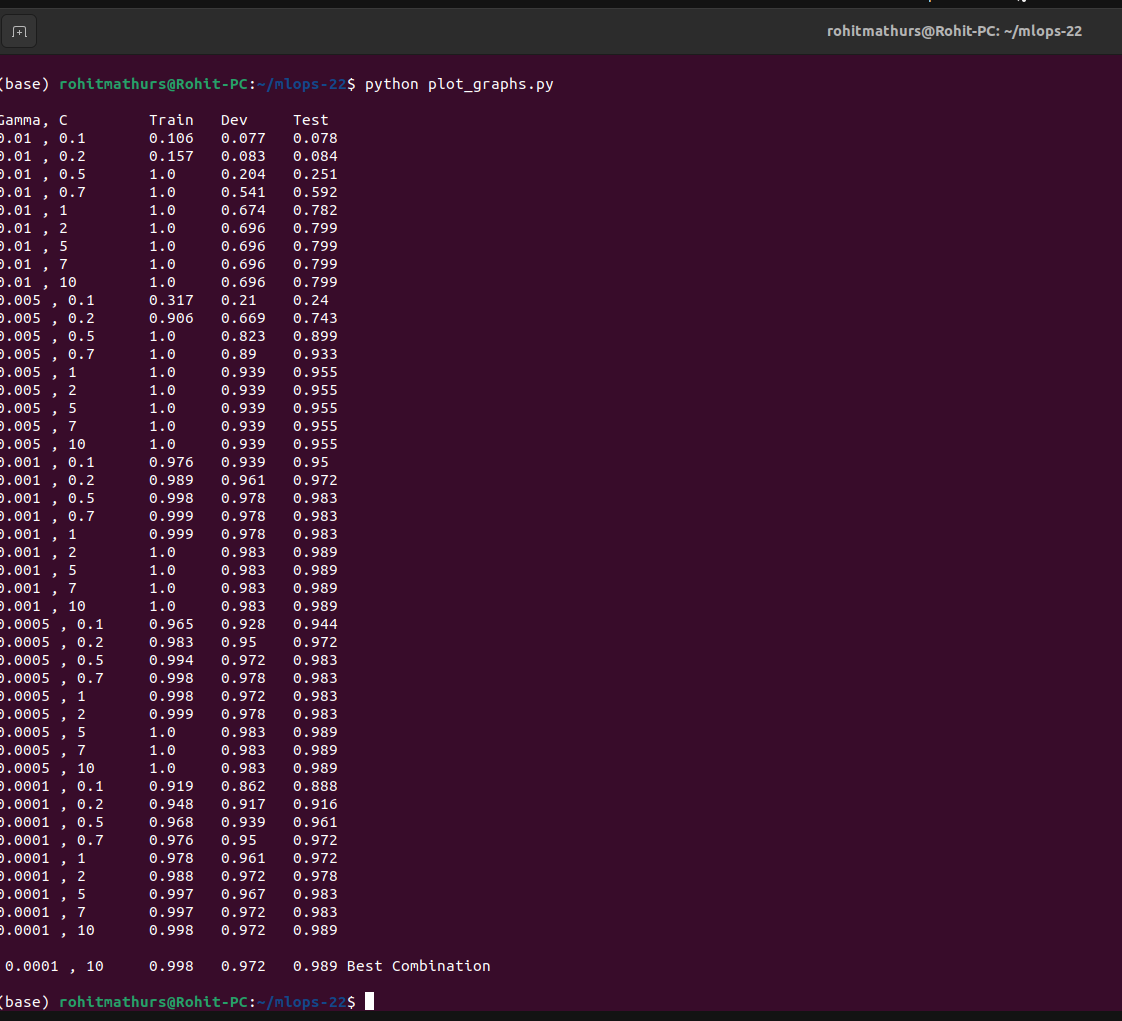 rohitmathurs@Rohit-PC: ~/mlops-22
(base) rohitmathurs@Rohit-PC:~/mlops-22$ python plot_graphs.py
Gamma, C Train Dev Test
0.01 , 0.1 0.106 0.077 0.078
0.01 , 0.2 0.157 0.083 0.084
0.01 , 0.5 1.0 0.204 0.251
0.01 , 0.7 1.0 0.541 0.592
0.01 , 1 1.0 0.674 0.782
0.01 , 2 1.0 0.696 0.799
0.01 , 5 1.0 0.696 0.799
0.01 , 7 1.0 0.696 0.799
0.01 , 10 1.0 0.696 0.799
0.005 , 0.1 0.317 0.21 0.24
0.005 , 0.2 0.906 0.669 0.743
0.005 , 0.5 1.0 0.823 0.899
0.005 , 0.7 1.0 0.89 0.933
0.005 , 1 1.0 0.939 0.955
0.005 , 2 1.0 0.939 0.955
0.005 , 5 1.0 0.939 0.955
0.005 , 7 1.0 0.939 0.955
0.005 , 10 1.0 0.939 0.955
0.001 , 0.1 0.976 0.939 0.95
0.001 , 0.2 0.989 0.961 0.972
0.001 , 0.5 0.998 0.978 0.983
0.001 , 0.7 0.999 0.978 0.983
0.001 , 1 0.999 0.978 0.983
0.001 , 2 1.0 0.983 0.989
0.001 , 5 1.0 0.983 0.989
0.001 , 7 1.0 0.983 0.989
0.001 , 10 1.0 0.983 0.989
0.0005 , 0.1 0.965 0.928 0.944
0.0005 , 0.2 0.983 0.95 0.972
0.0005 , 0.5 0.994 0.972 0.983
0.0005 , 0.7 0.998 0.978 0.983
0.0005 , 1 0.998 0.972 0.983
0.0005 , 2 0.999 0.978 0.983
0.0005 , 5 1.0 0.983 0.989
0.0005 , 7 1.0 0.983 0.989
0.0005 , 10 1.0 0.983 0.989
0.0001 , 0.1 0.919 0.862 0.888
0.0001 , 0.2 0.948 0.917 0.916
0.0001 , 0.5 0.968 0.939 0.961
0.0001 , 0.7 0.976 0.95 0.972
0.0001 , 1 0.978 0.961 0.972
0.0001 , 2 0.988 0.972 0.978
0.0001 , 5 0.997 0.967 0.983
0.0001 , 7 0.997 0.972 0.983
0.0001 , 10 0.998 0.972 0.989
0.0001 , 10 0.998 0.972 0.989 Best Combination
(base) rohitmathurs@Rohit-PC:~/mlops-22$